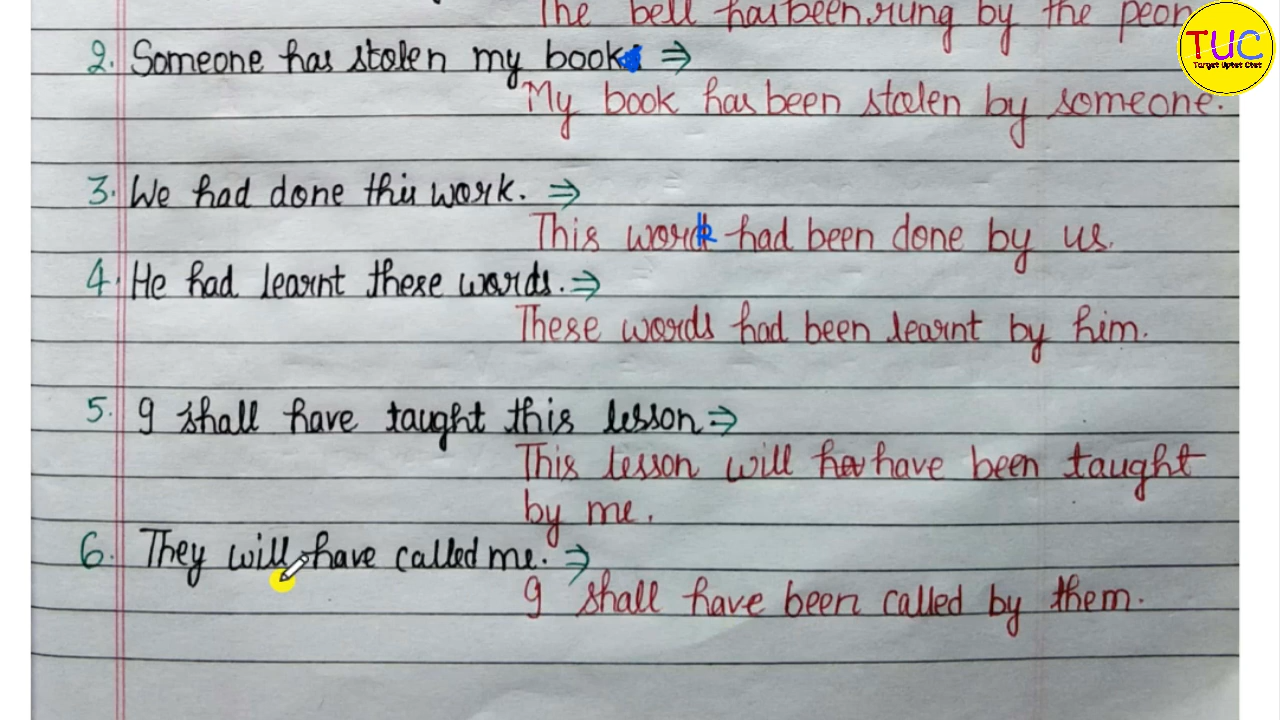 The bell has been rung by the peon
2. Someone has stolen my book ⇒
My book has been stolen by someone.
3. We had done this work. ⇒
This work had been done by us.
4. He had learnt these words. ⇒
These words had been learnt by him.
5. I shall have taught this lesson ⇒
This lesson will have been taught
by me.
6. They will have called me. ⇒
I shall have been called by them.
TUC
Target Uptet Ctet